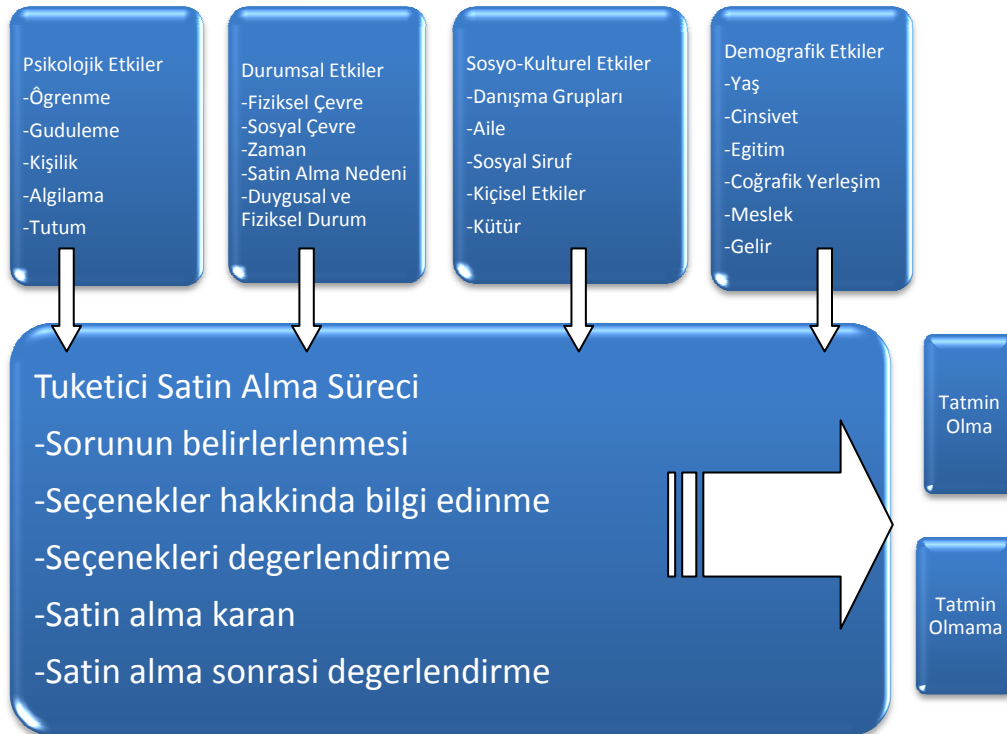 Psikolojik Etkiler
-Ôgrenme
-Guduleme
-Kişilik
-Algilama
-Tutum
Durumsal Etkiler
-Fiziksel Çevre
-Sosyal Çevre
-Zaman
-Satin Alma Nedeni
-Duygusal ve
Fiziksel Durum
Sosyo-Kulturel Etkiler
-Danışma Grupları
-Aile
-Sosyal Siruf
-Kiçisel Etkiler
-Kütür
Demografik Etkiler
-Yaş
-Cinsivet
-Egitim
-Coğrafik Yerleşim
-Meslek
-Gelir
Tuketici Satin Alma Süreci
-Sorunun belirlerlenmesi
-Seçenekler hakkinda bilgi edinme
-Seçenekleri degerlendirme
-Satin alma karan
-Satin alma sonrasi degerlendirme
Tatmin
Olma
Tatmin
Olmama